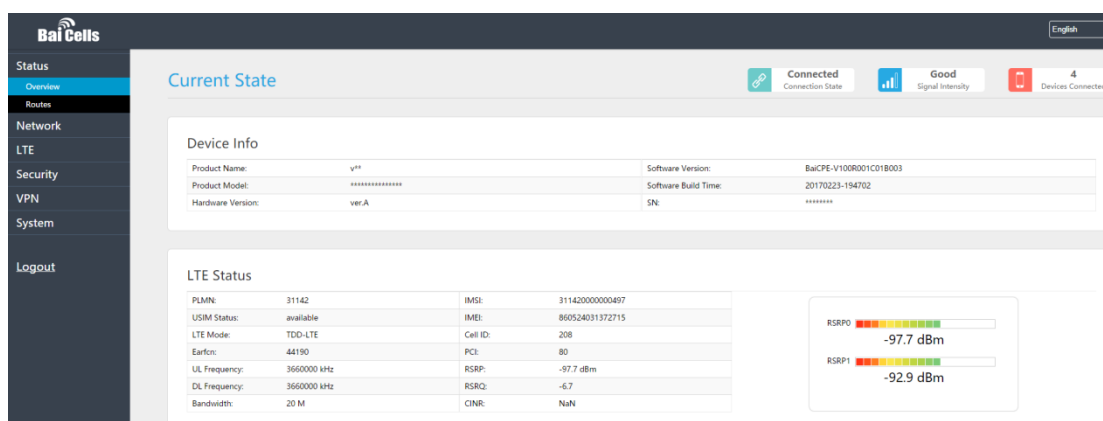 BaiCells
English
Status
Overview
Routes
Network
LTE
Security
VPN
System
Logout
Current State
Connected
Connection State
Good
Signal Intensity
4
Devices Connected
Device Info
Product Name: v** Software Version: BaiCPE-V100R001C01B003
Product Model: *************** Software Build Time: 20170223-194702
Hardware Version: ver.A SN: ********
LTE Status
PLMN: 31142 IMSI: 311420000000497
USIM Status: available IMEI: 860524031372715
LTE Mode: TDD-LTE Cell ID: 208
Earfcn: 44190 PCI: 80
UL Frequency: 3660000 kHz RSRP: -97.7 dBm
DL Frequency: 3660000 kHz RSRQ: -6.7
Bandwidth: 20 M CINR: NaN
RSRP0
-97.7 dBm
RSRP1
-92.9 dBm